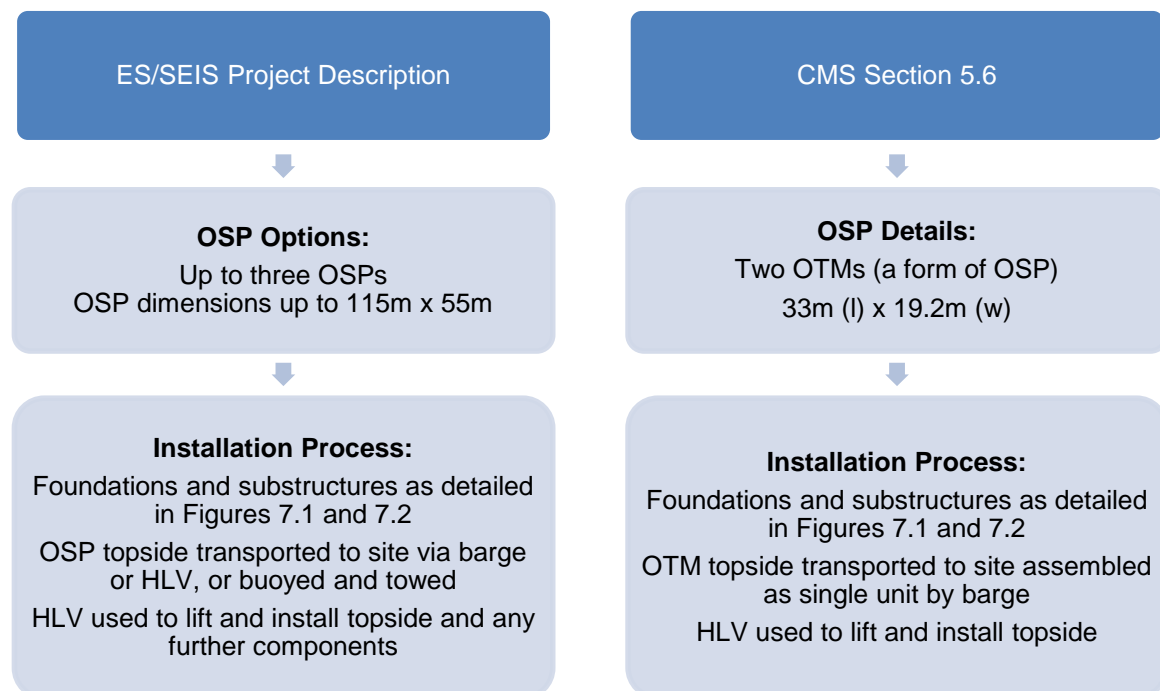 ES/SEIS Project Description
OSP Options:
Up to three OSPs
OSP dimensions up to 115m x 55m
Installation Process:
Foundations and substructures as detailed
in Figures 7.1 and 7.2
OSP topside transported to site via barge
or HLV, or buoyed and towed
HLV used to lift and install topside and any
further components
CMS Section 5.6
OSP Details:
Two OTMs (a form of OSP)
33m (l) x 19.2m (w)
Installation Process:
Foundations and substructures as detailed
in Figures 7.1 and 7.2
OTM topside transported to site assembled
as single unit by barge
HLV used to lift and install topside